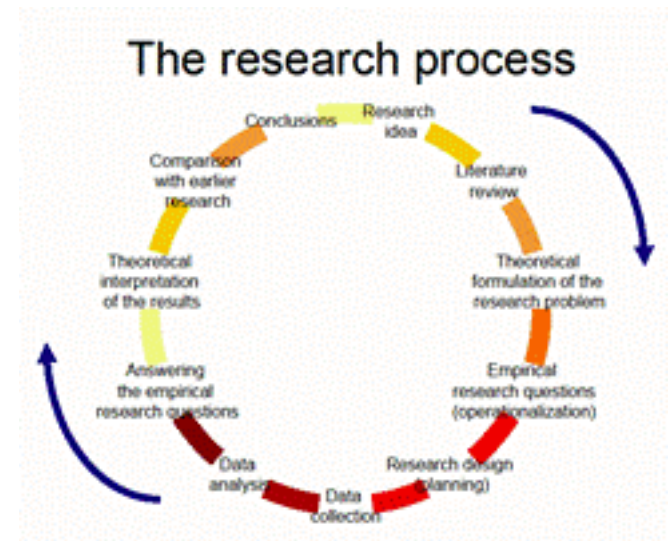 The research process
Research
idea
Literature
review
Theoretical
formulation of the
research problem
Empirical
research questions
(operationalization)
Research design
(planning)
Data
collection
Data
analysis
Answering
the empirical
research questions
Theoretical
interpretation
of the results
Comparison
with earlier
research
Conclusions